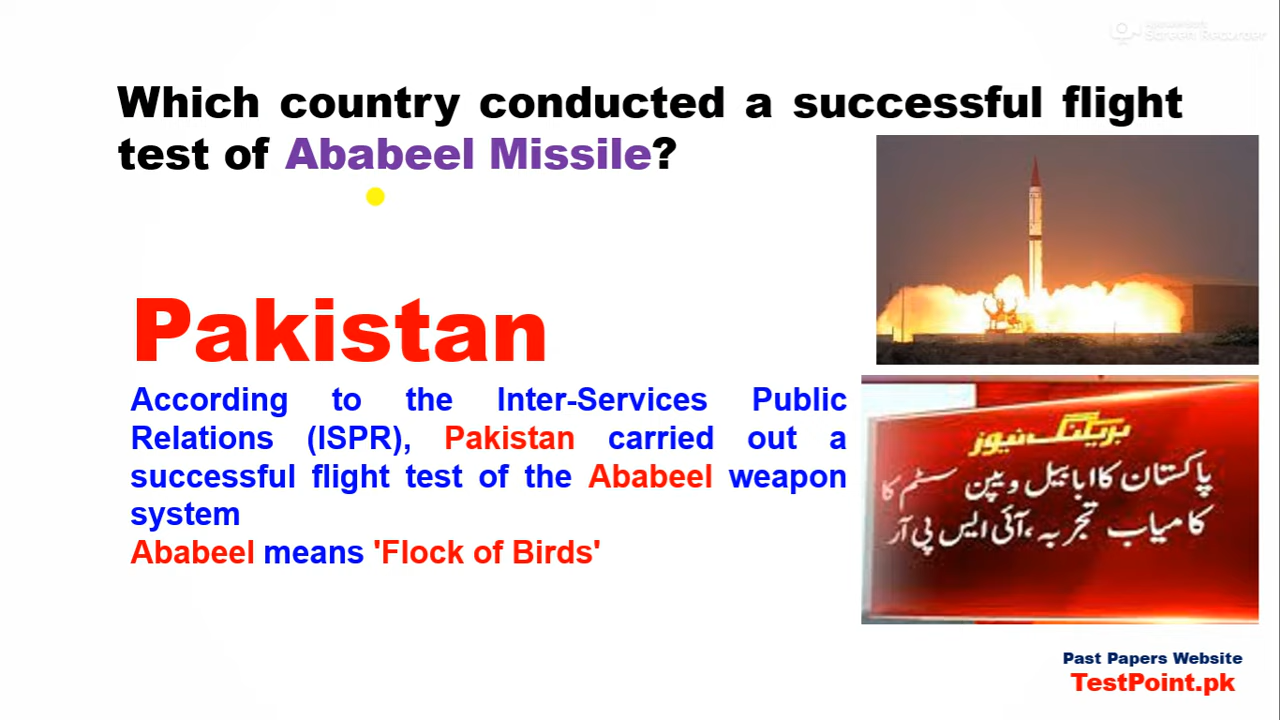 Screen Recorder
Which country conducted a successful flight
test of Ababeel Missile?
Pakistan
According to the Inter-Services Public
Relations (ISPR), Pakistan carried out a
successful flight test of the Ababeel weapon
system
Ababeel means 'Flock of Birds'
بریکنگ نیوز
پاکستان کا ابابیل ویپن سسٹم کا
کامیاب تجربہ، آئی ایس پی آر
Past Papers Website
TestPoint.pk